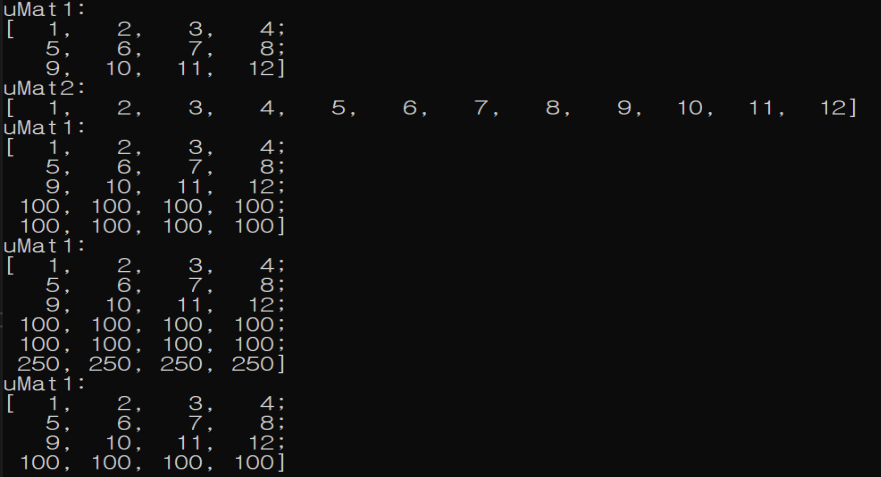 uMat1:
[  1,   2,   3,   4;
   5,   6,   7,   8;
   9,  10,  11,  12]
uMat2:
[  1,   2,   3,   4,   5,   6,   7,   8,   9,  10,  11,  12]
uMat1:
[  1,   2,   3,   4;
   5,   6,   7,   8;
   9,  10,  11,  12;
 100, 100, 100, 100;
 100, 100, 100, 100]
uMat1:
[  1,   2,   3,   4;
   5,   6,   7,   8;
   9,  10,  11,  12;
 100, 100, 100, 100;
 100, 100, 100, 100;
 250, 250, 250, 250]
uMat1:
[  1,   2,   3,   4;
   5,   6,   7,   8;
   9,  10,  11,  12;
 100, 100, 100, 100]